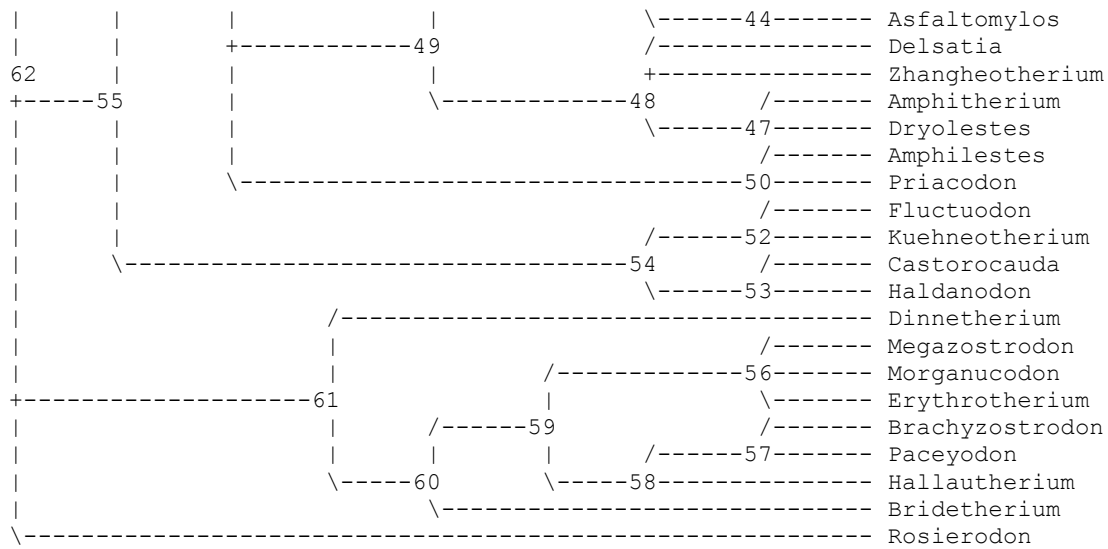 |       |        |               |                \------44------- Asfaltomylos
|       |        +------------49                 /--------------- Delsatia
62      |        |               |                +--------------- Zhangheotherium
+-----55         |               \-------------48        /------- Amphitherium
|       |        |                                \------47------- Dryolestes
|       |        |                                       /------- Amphilestes
|       |        \-------------------------------------50------- Priacodon
|       |                                                /------- Fluctuodon
|       |                                       /------52------- Kuehneotherium
|       \-------------------------------------54        /------- Castorocauda
|                                               \------53------- Haldanodon
|                       /--------------------------------------- Dinnetherium
|                       |                                /------- Megazostrodon
|                       |               /---------------56------- Morganucodon
+---------------------61               |                \------- Erythrotherium
|                       |       /------59                /------- Brachyzostrodon
|                       |       |       |       /------57------- Paceyodon
|                       \-----60        \-----58--------------- Hallautherium
|                               \------------------------------- Bridetherium
\--------------------------------------------------------------- Rosierodon